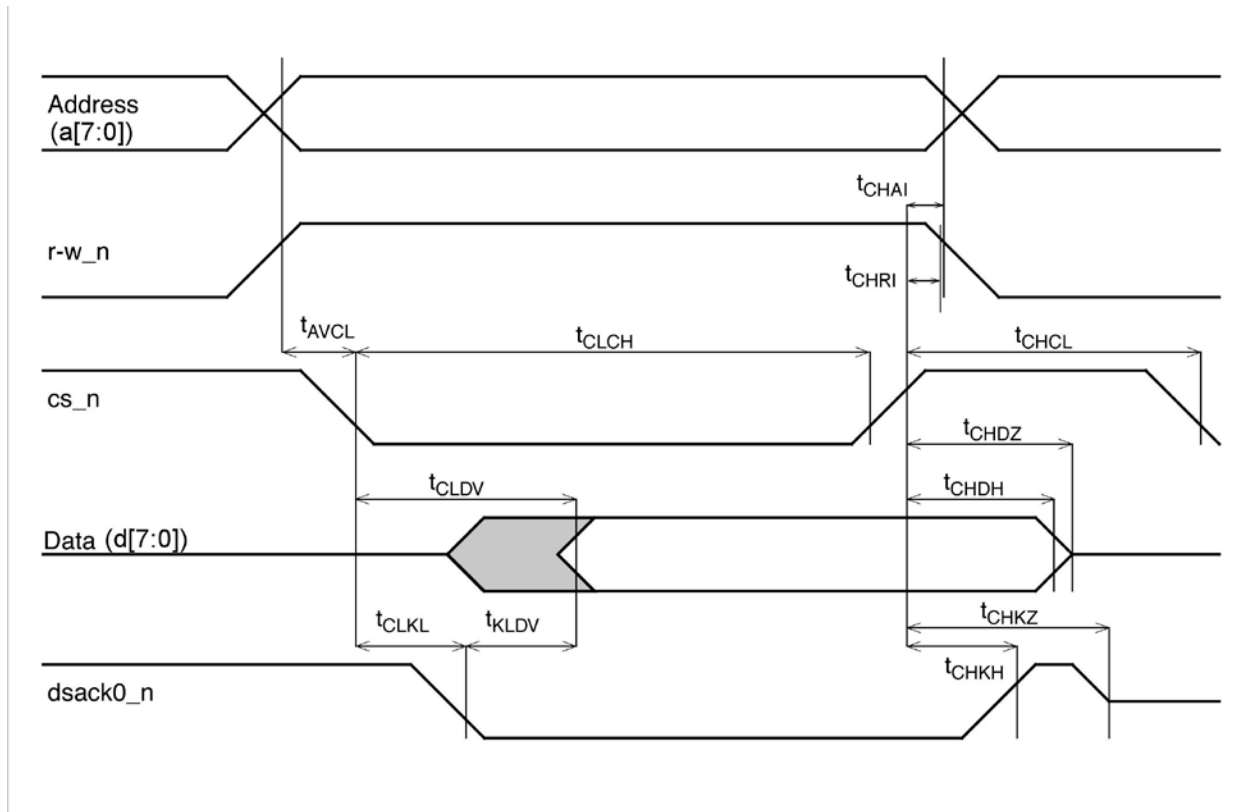 Address
(a[7:0])
tCHAI
r-w_n
tCHRI
tAVCL
tCLCH
tCHCL
cs_n
tCHDZ
tCLDV
tCHDH
Data (d[7:0])
tCLKL
tKLDV
tCHKZ
tCHKH
dsack0_n